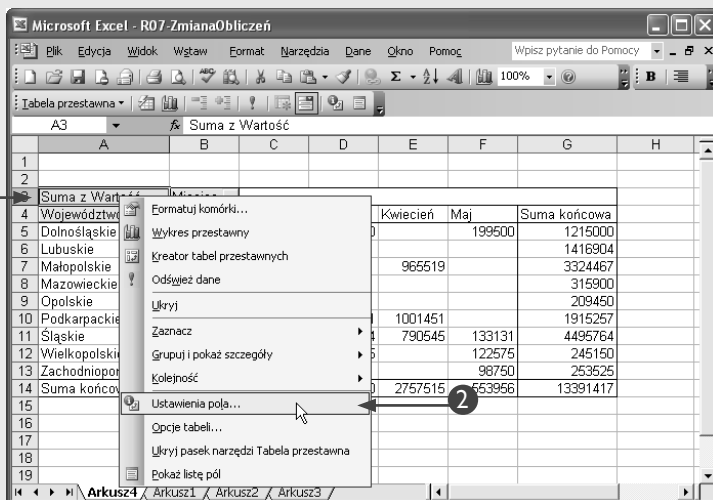 Microsoft Excel - R07-ZmianaObliczeń
Plik Edycja Widok Wstaw Format Narzędzia Dane Okno Pomoc Wpisz pytanie do Pomocy
100% B
Tabela przestawna
A3 fx Suma z Wartość
A B C D E F G H
1
2
3 Suma z Wartość Miesiąc
4 Województwo Kwiecień Maj Suma końcowa
5 Dolnośląskie 199500 1215000
6 Lubuskie 1416904
7 Małopolskie 965519 3324467
8 Mazowieckie 315900
9 Opolskie 209450
10 Podkarpackie 1001451 1915257
11 Śląskie 790545 133131 4495764
12 Wielkopolski 122575 245150
13 Zachodniopor 98750 253525
14 Suma końcow 2757515 553956 13391417
15
16
17
18
19
Formatuj komórki...
Wykres przestawny
Kreator tabel przestawnych
Odśwież dane
Ukryj
Zaznacz
Grupuj i pokaż szczegóły
Kolejność
Ustawienia pola...
2
Opcje tabeli...
Ukryj pasek narzędzi Tabela przestawna
Pokaż listę pól
Arkusz4 Arkusz1 Arkusz2 Arkusz3